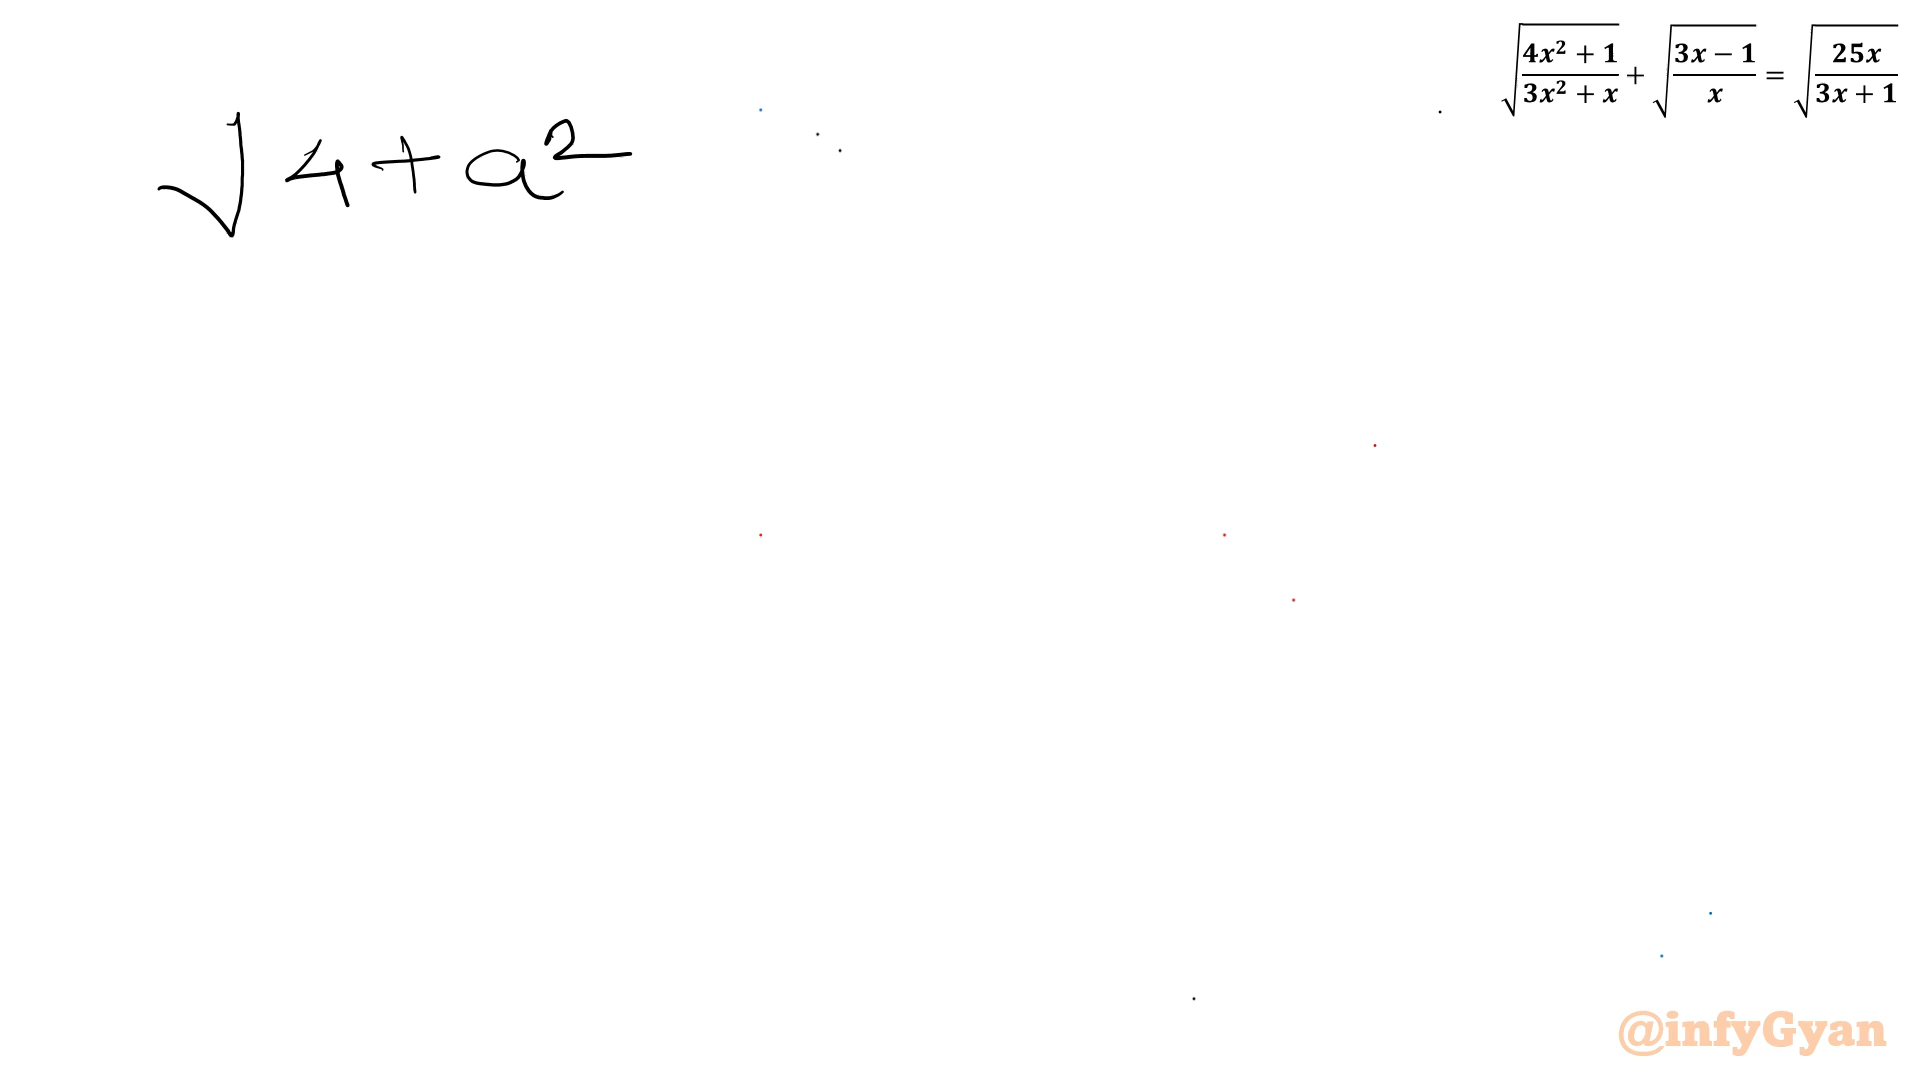 √(4x² + 1)/(3x² + x) + √(3x − 1)/x = √25x/(3x + 1)
√4+a²
@infyGyan